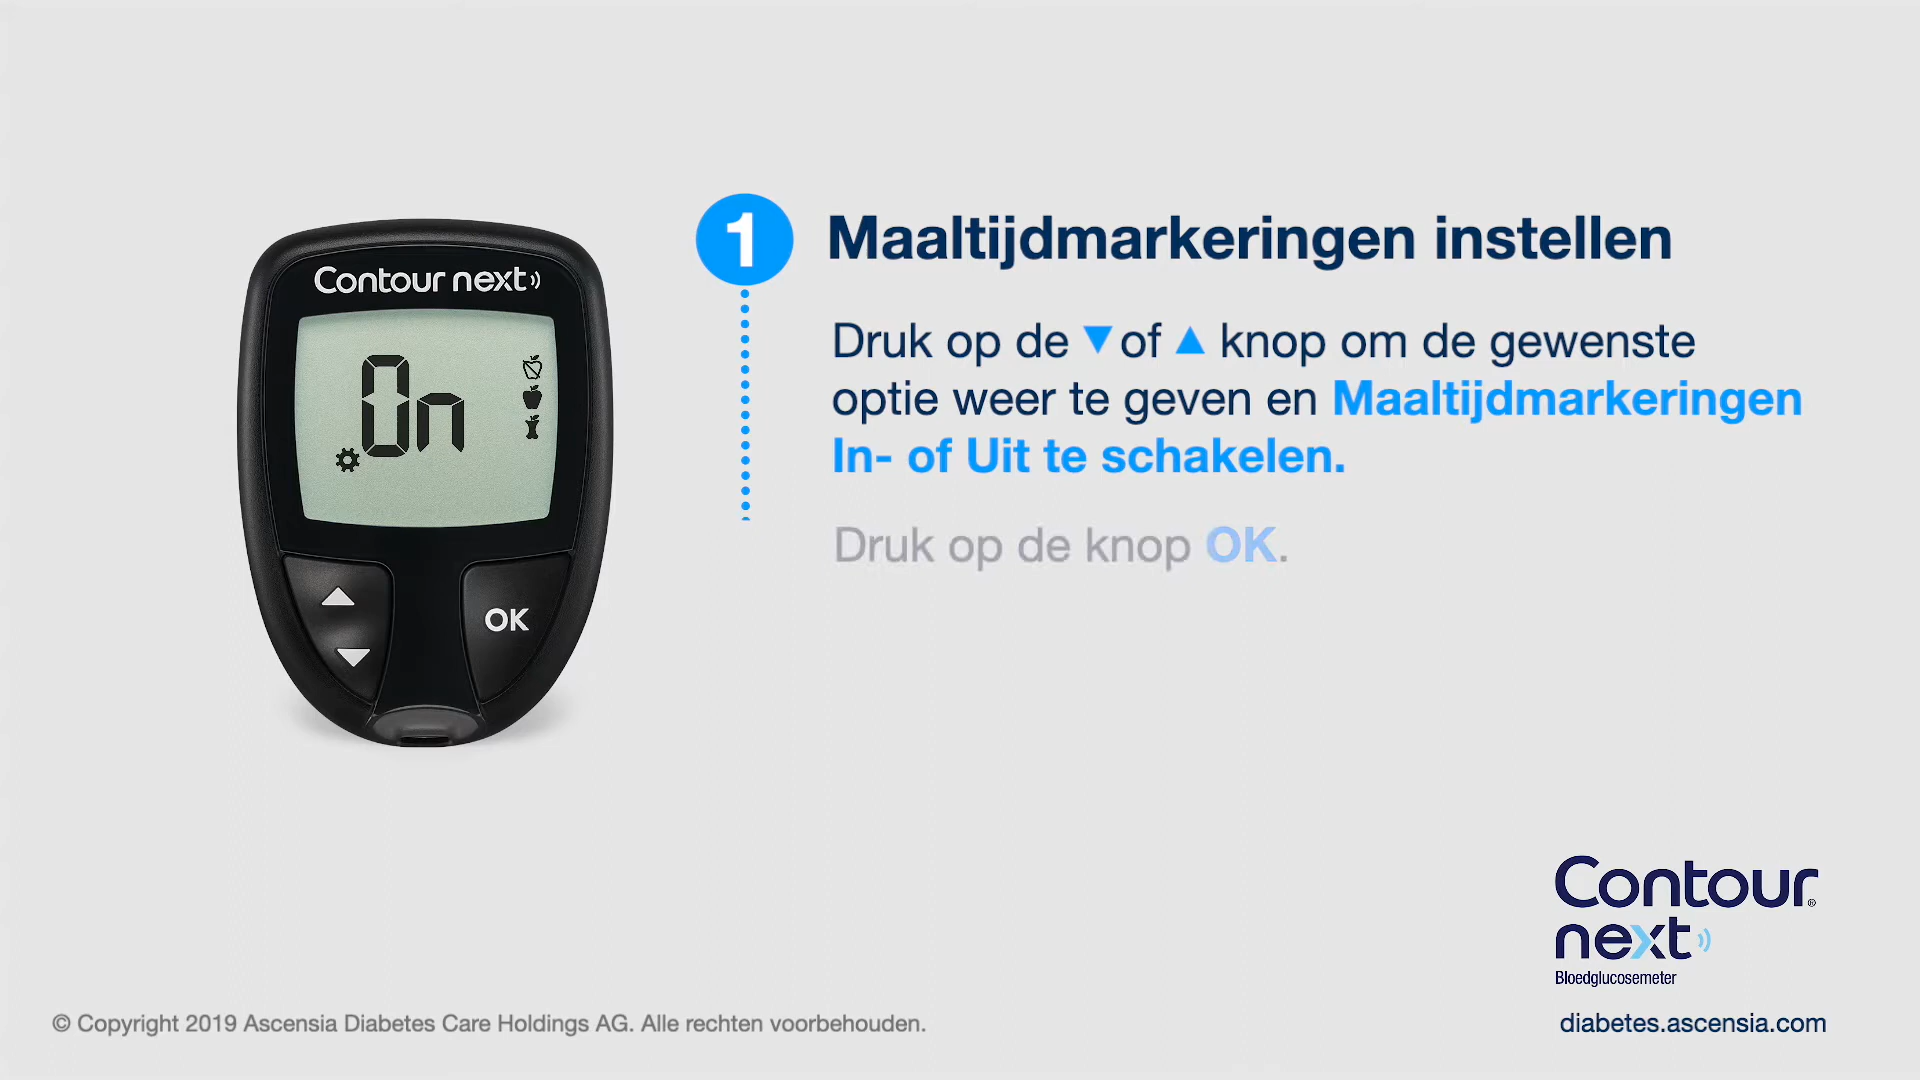 Contour next
On
OK
1
Maaltijdmarkeringen instellen
Druk op de ▼ of ▲ knop om de gewenste
optie weer te geven en Maaltijdmarkeringen
In- of Uit te schakelen.
Druk op de knop OK.
Contour®
next
Bloedglucosemeter
© Copyright 2019 Ascensia Diabetes Care Holdings AG. Alle rechten voorbehouden.
diabetes.ascensia.com